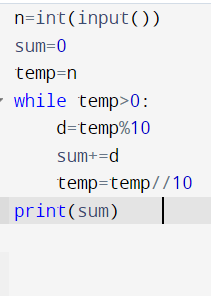 n=int(input())
sum=0
temp=n
while temp>0:
    d=temp%10
    sum+=d
    temp=temp//10
print(sum)